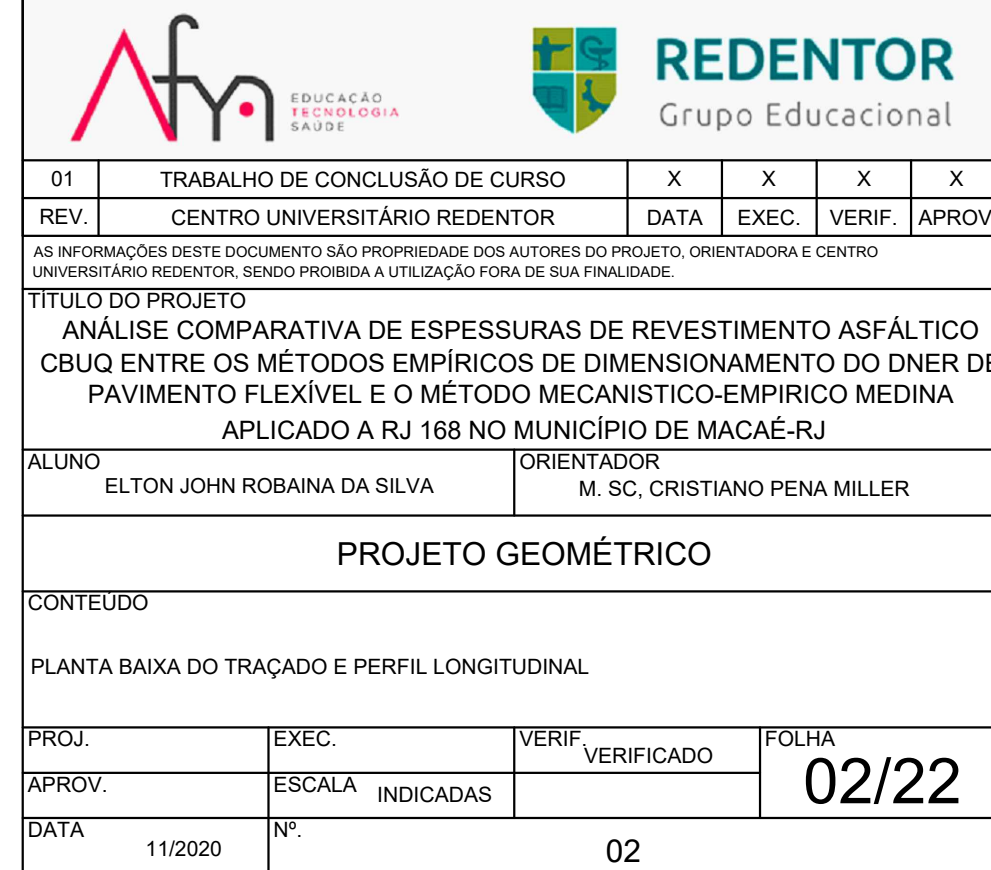 Afya
EDUCAÇÃO
TECNOLOGIA
SAÚDE
REDENTOR
Grupo Educacional
01 TRABALHO DE CONCLUSÃO DE CURSO X X X X
REV. CENTRO UNIVERSITÁRIO REDENTOR DATA EXEC. VERIF. APROV
AS INFORMAÇÕES DESTE DOCUMENTO SÃO PROPRIEDADE DOS AUTORES DO PROJETO, ORIENTADORA E CENTRO
UNIVERSITÁRIO REDENTOR, SENDO PROIBIDA A UTILIZAÇÃO FORA DE SUA FINALIDADE.
TÍTULO DO PROJETO
ANÁLISE COMPARATIVA DE ESPESSURAS DE REVESTIMENTO ASFÁLTICO
CBUQ ENTRE OS MÉTODOS EMPÍRICOS DE DIMENSIONAMENTO DO DNER DE
PAVIMENTO FLEXÍVEL E O MÉTODO MECANISTICO-EMPIRICO MEDINA
APLICADO A RJ 168 NO MUNICÍPIO DE MACAÉ-RJ
ALUNO ORIENTADOR
ELTON JOHN ROBAINA DA SILVA M. SC, CRISTIANO PENA MILLER
PROJETO GEOMÉTRICO
CONTEÚDO
PLANTA BAIXA DO TRAÇADO E PERFIL LONGITUDINAL
PROJ. EXEC. VERIF. VERIFICADO FOLHA
02/22
APROV. ESCALA INDICADAS
DATA Nº.
11/2020 02